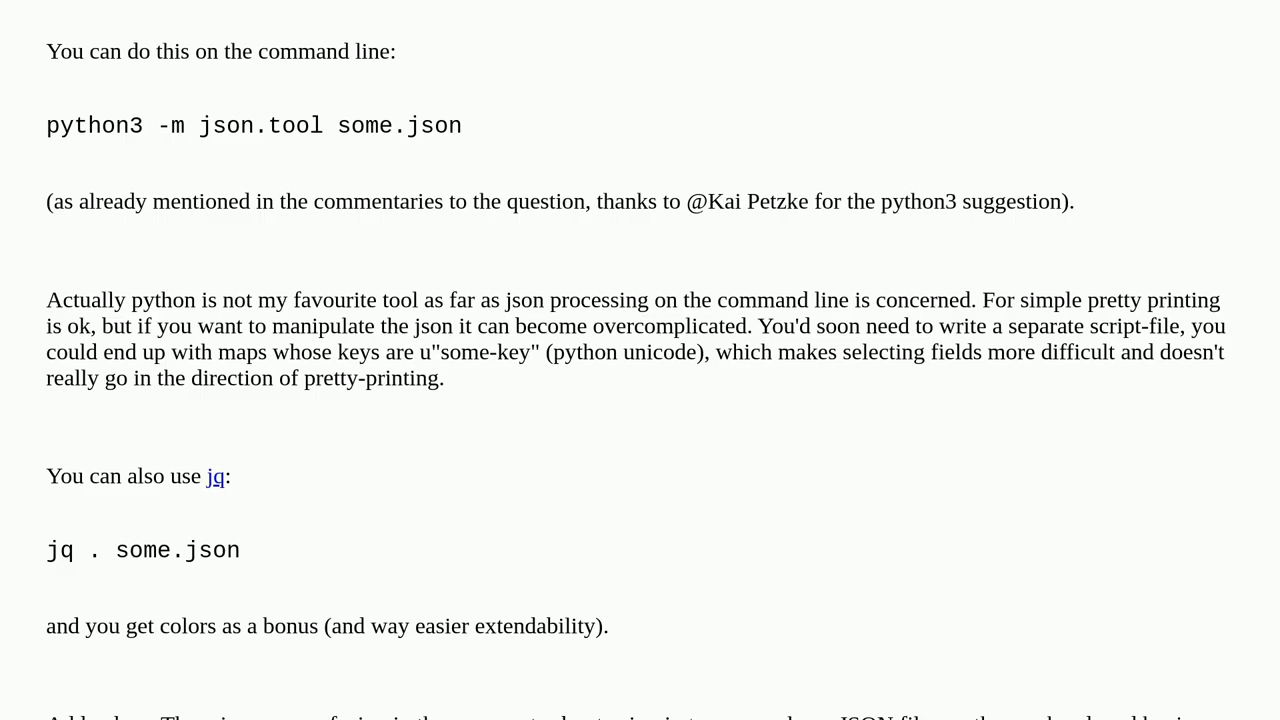 You can do this on the command line:
python3 -m json.tool some.json
(as already mentioned in the commentaries to the question, thanks to @Kai Petzke for the python3 suggestion).
Actually python is not my favourite tool as far as json processing on the command line is concerned. For simple pretty printing
is ok, but if you want to manipulate the json it can become overcomplicated. You'd soon need to write a separate script-file, you
could end up with maps whose keys are u"some-key" (python unicode), which makes selecting fields more difficult and doesn't
really go in the direction of pretty-printing.
You can also use jq:
jq . some.json
and you get colors as a bonus (and way easier extendability).